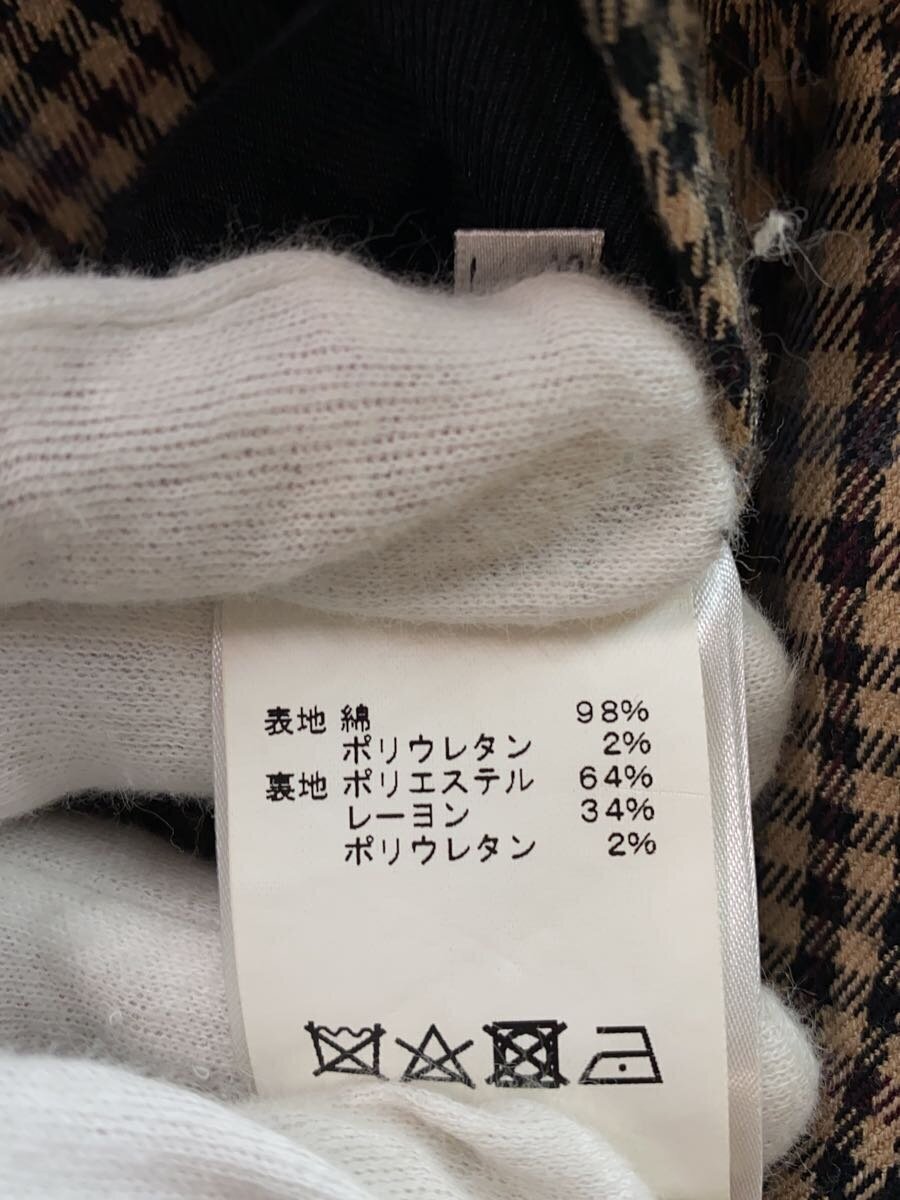 表地 綿 98%
ポリウレタン 2%
裏地 ポリエステル 64%
レーヨン 34%
ポリウレタン 2%